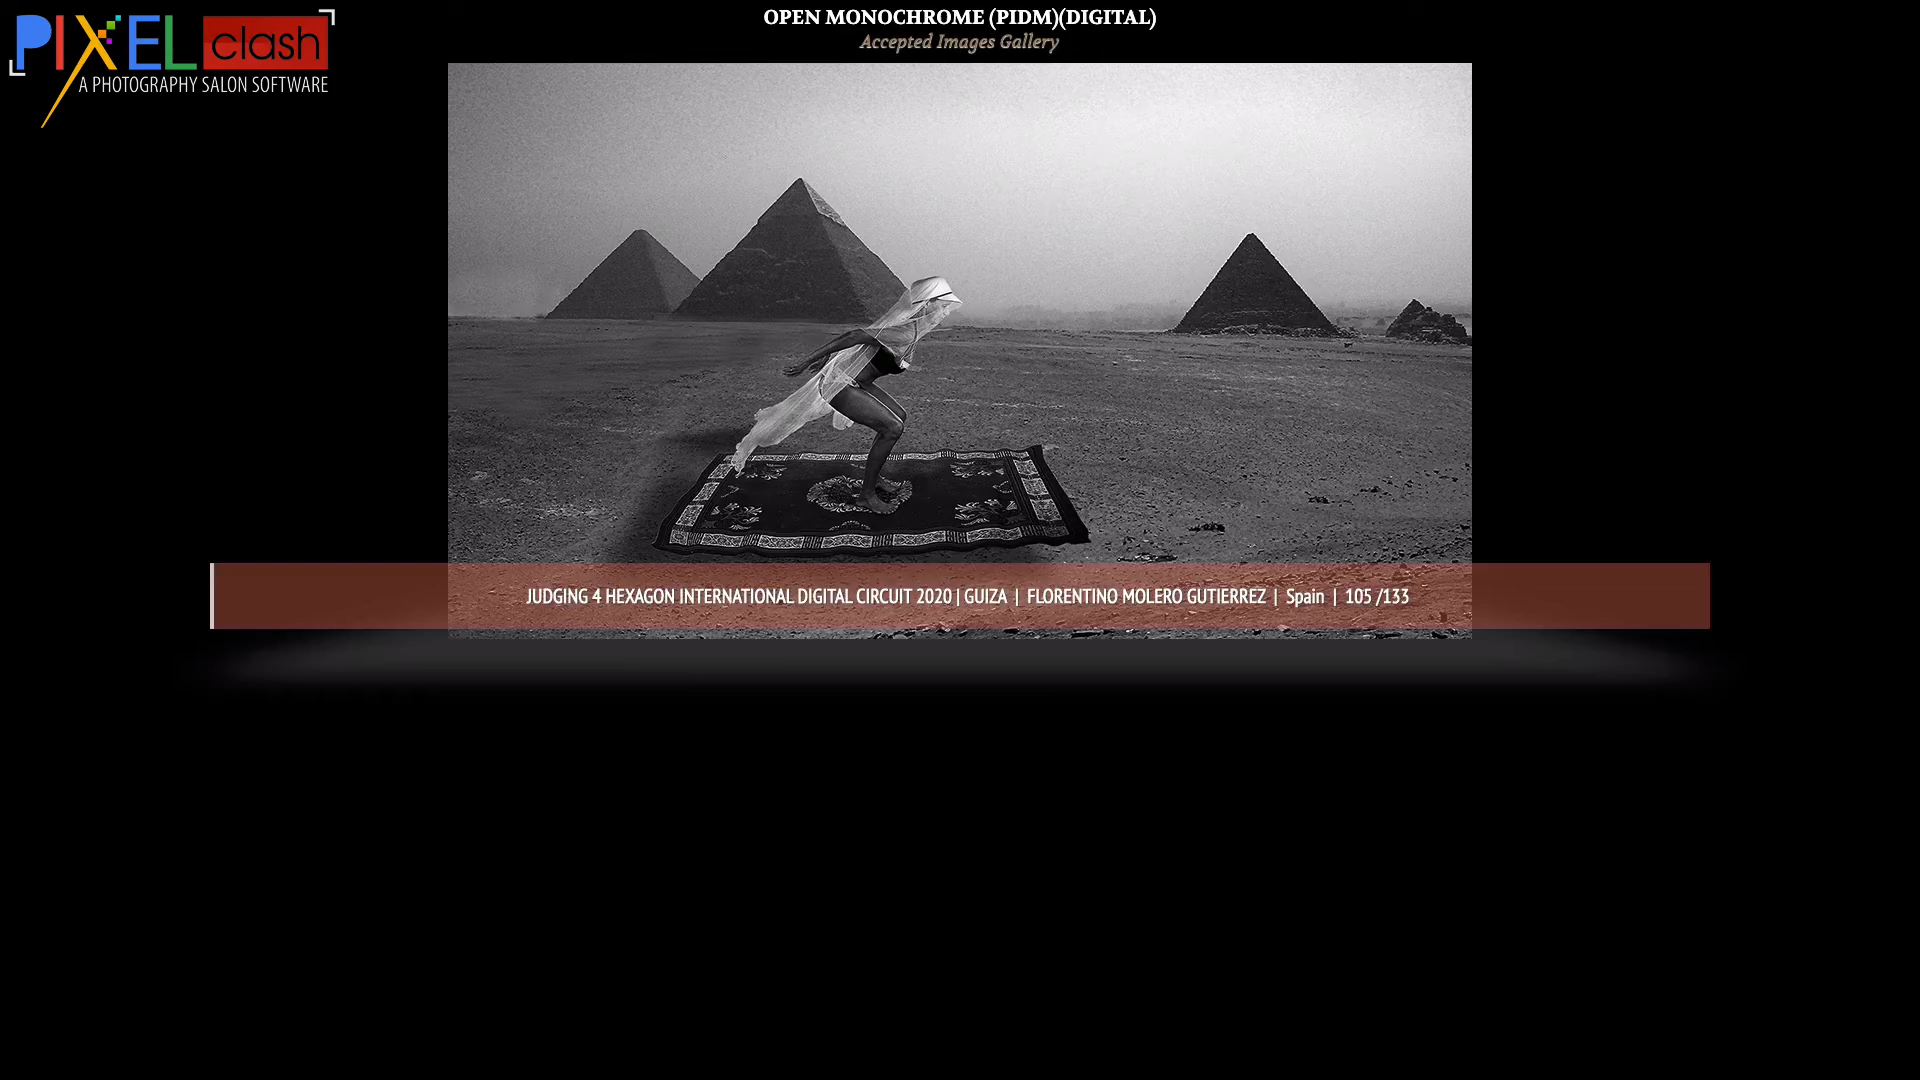 PIXEL clash
A PHOTOGRAPHY SALON SOFTWARE
OPEN MONOCHROME (PIDM)(DIGITAL)
Accepted Images Gallery
JUDGING 4 HEXAGON INTERNATIONAL DIGITAL CIRCUIT 2020 | GUIZA | FLORENTINO MOLERO GUTIERREZ | Spain | 105 /133